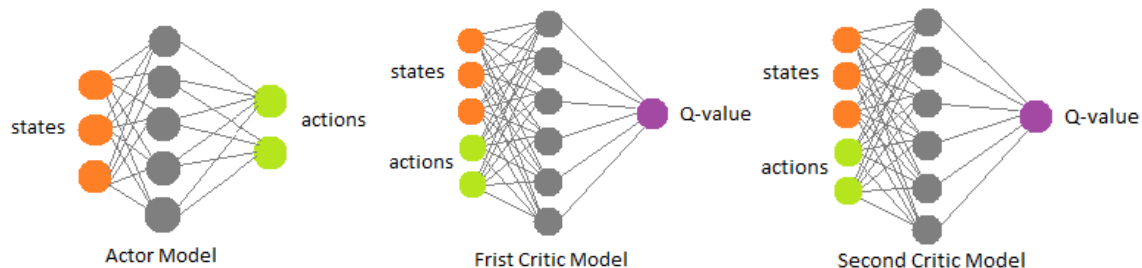 states
actions
Actor Model
states
actions
Q-value
Frist Critic Model
states
actions
Q-value
Second Critic Model